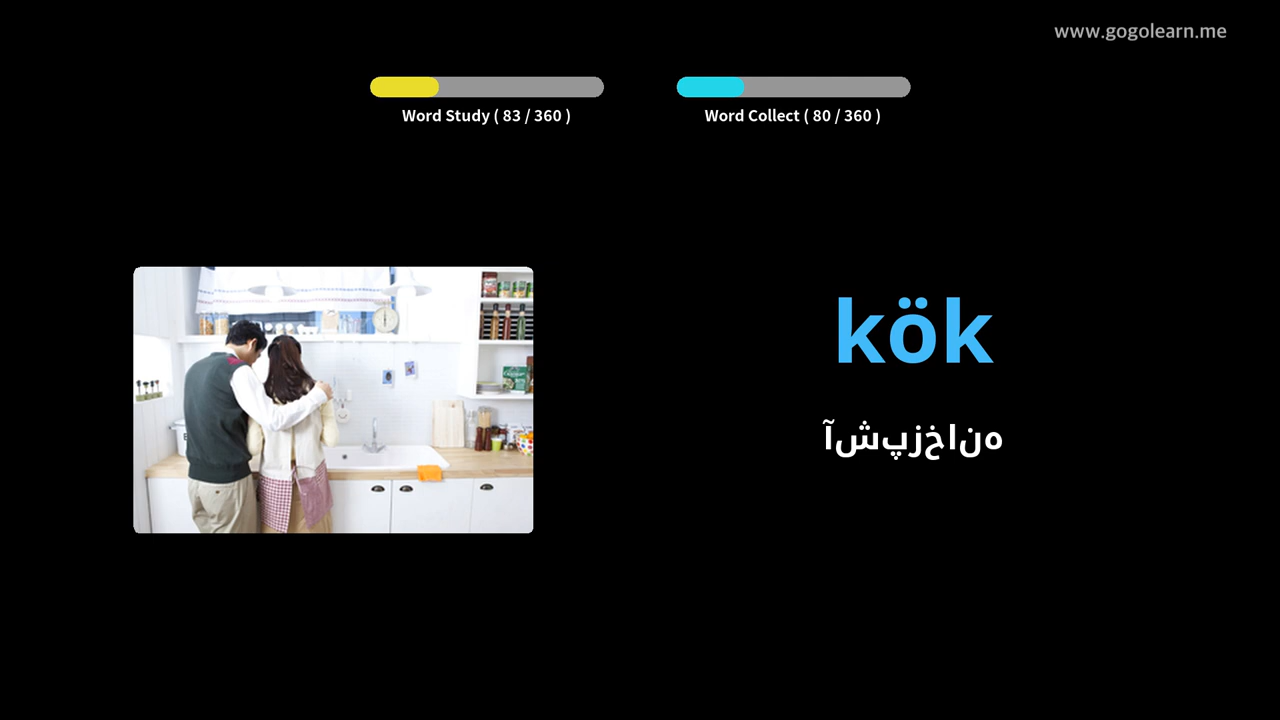 www.gogolearn.me
Word Study ( 83 / 360 )
Word Collect ( 80 / 360 )
kök
آشپزخانه